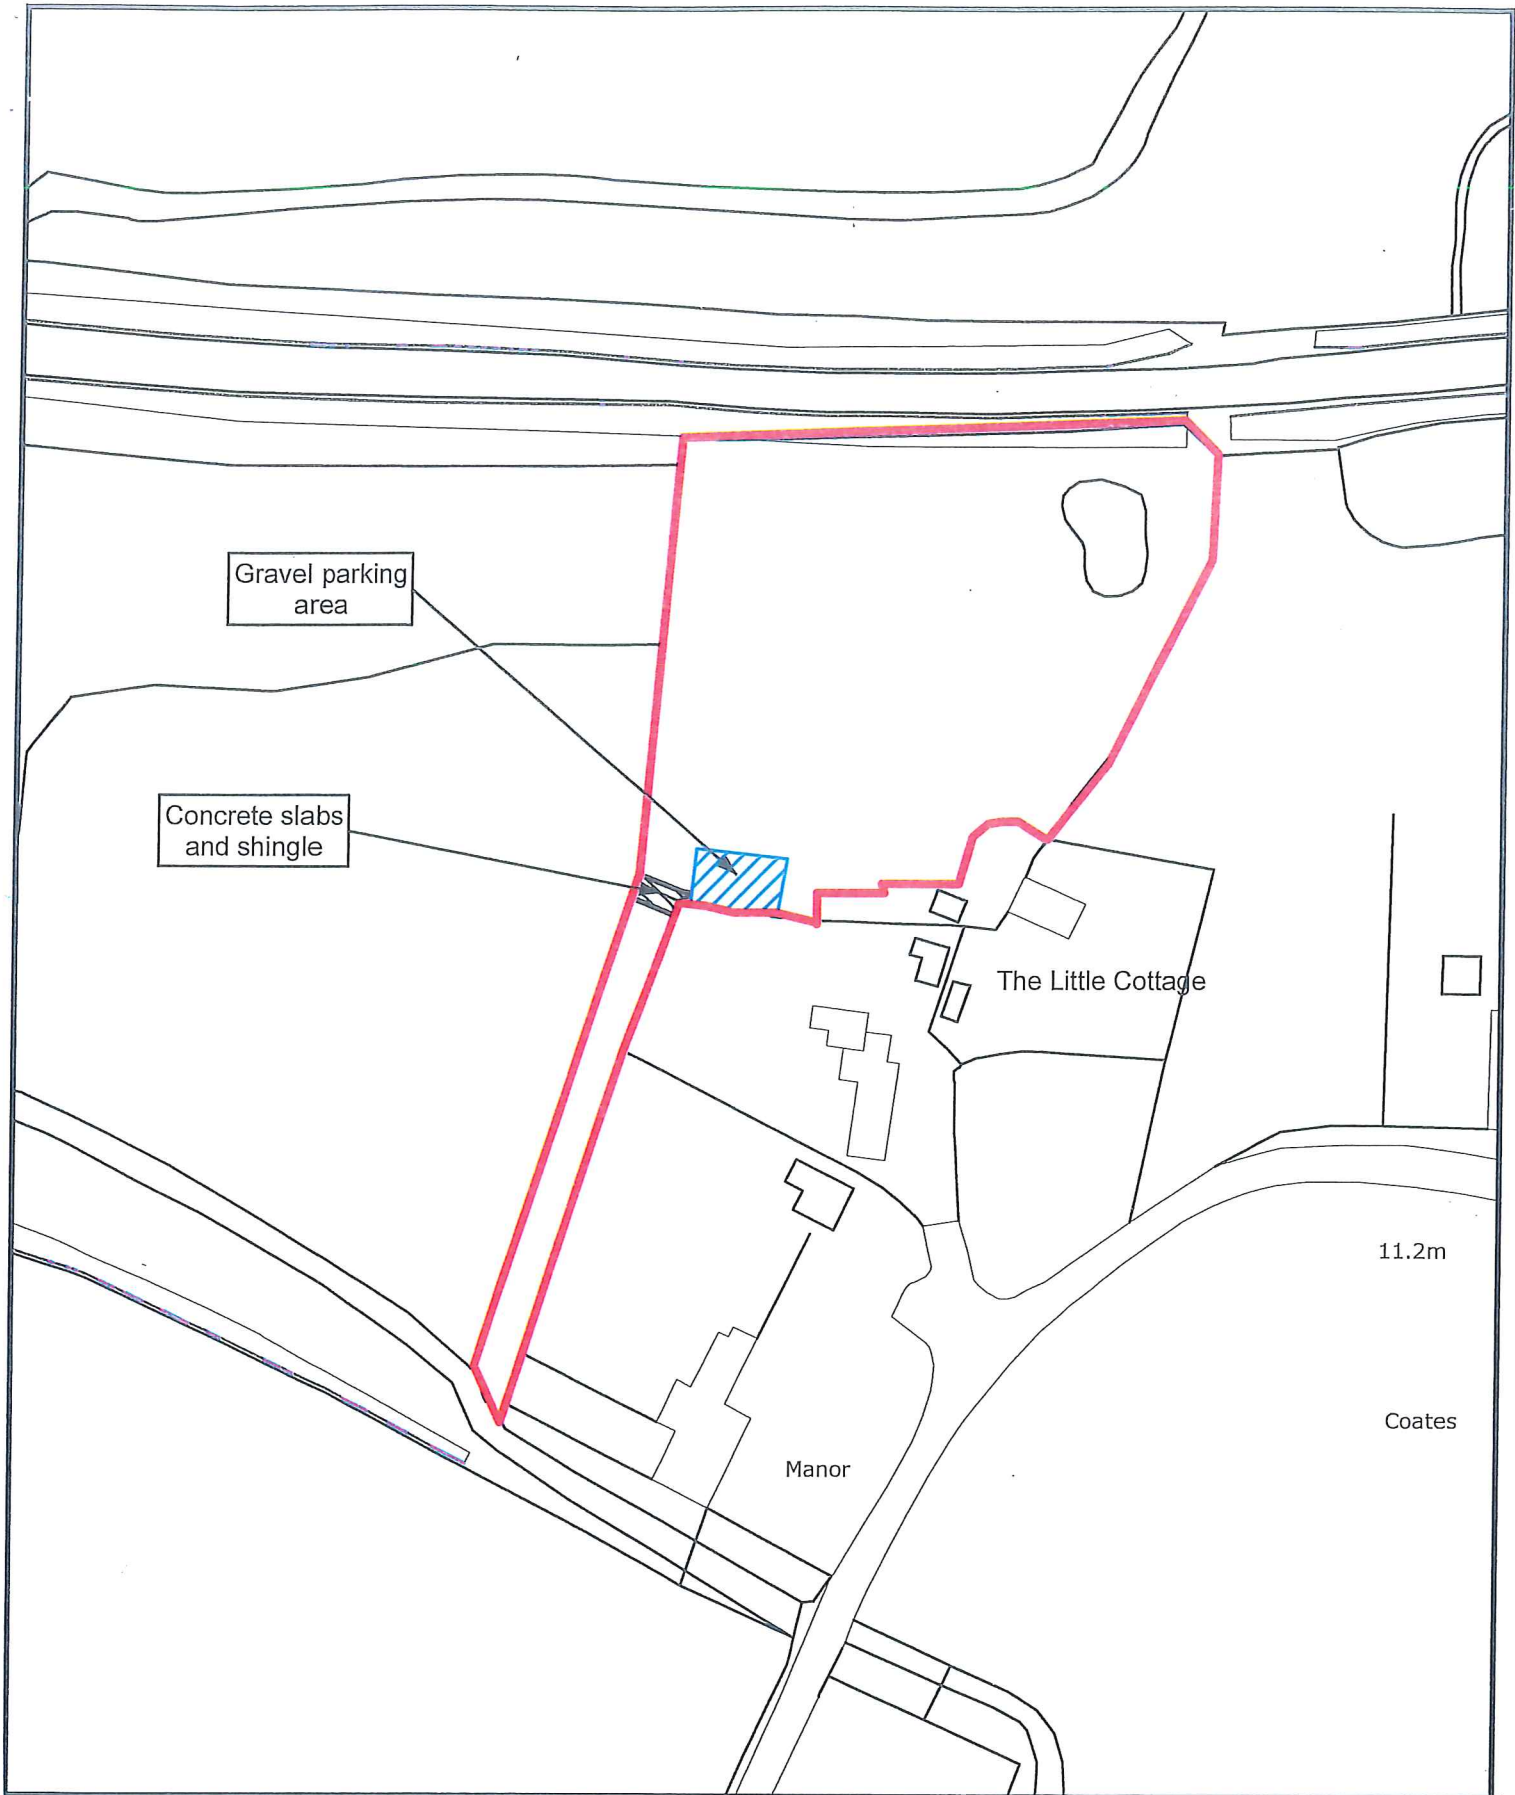 Gravel parking
area
Concrete slabs
and shingle
The Little Cottage
11.2m
Coates
Manor